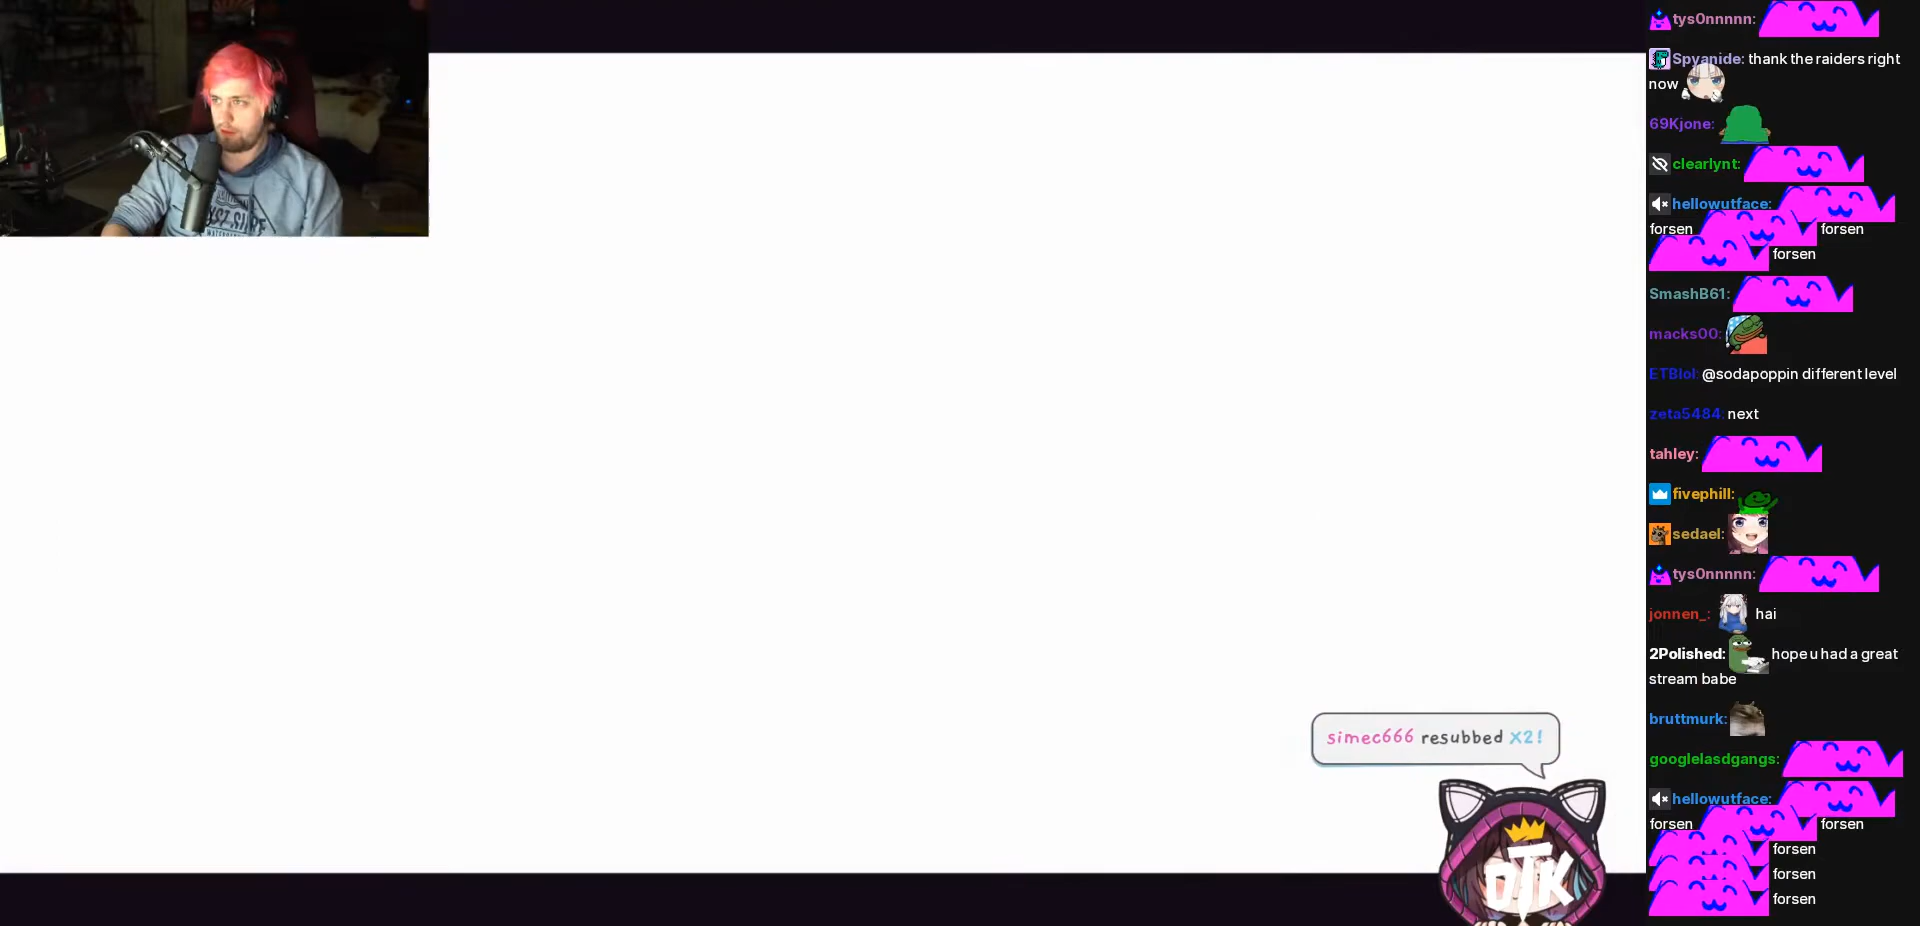 simec666 resubbed X2!
DTK
tys0nnnnn:
Spyanide: thank the raiders right
now
69Kjone:
clearlynt:
hellowutface:
forsen forsen
forsen
SmashB61:
macks00:
ETBlol: @sodapoppin different level
zeta5484: next
tahley:
fivephill:
sedael:
tys0nnnnn:
jonnen_: hai
2Polished: hope u had a great
stream babe
bruttmurk:
googlelasdgangs:
hellowutface:
forsen forsen
forsen
forsen
forsen